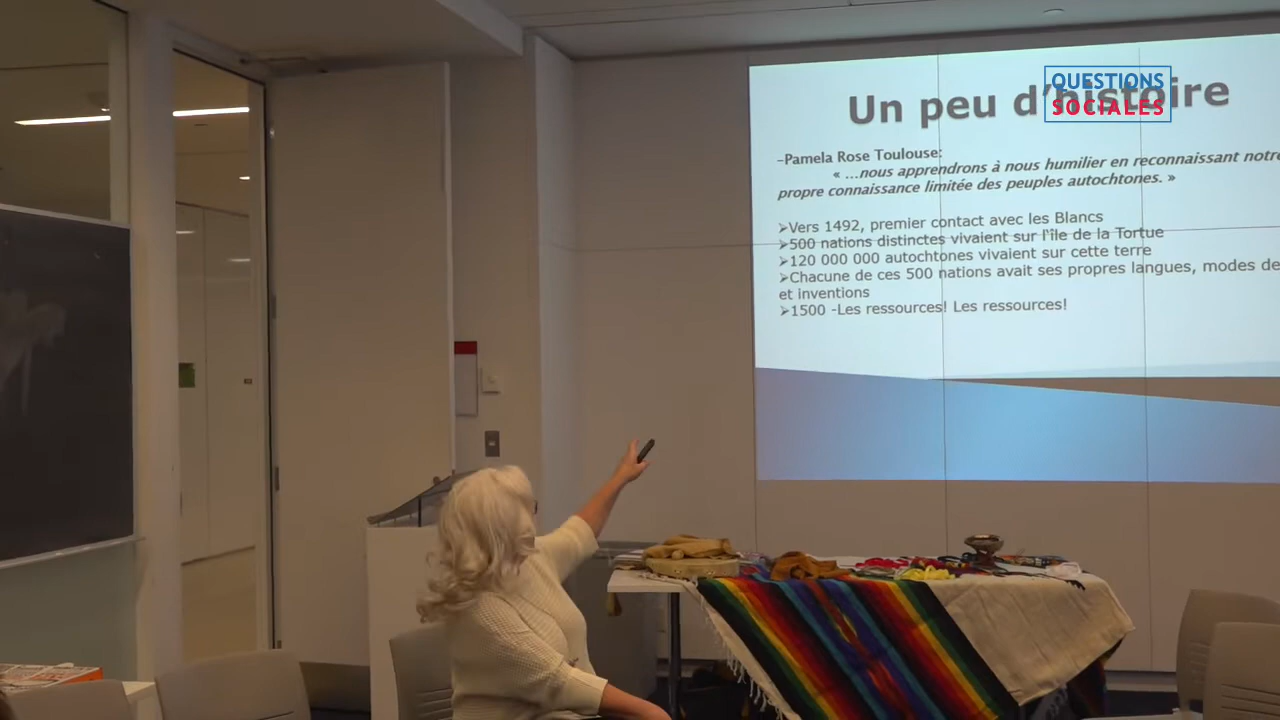 QUESTIONS
SOCIALES
Un peu d'histoire
–Pamela Rose Toulouse:
« ...nous apprendrons à nous humilier en reconnaissant notre
propre connaissance limitée des peuples autochtones. »
➢Vers 1492, premier contact avec les Blancs
➢500 nations distinctes vivaient sur l'île de la Tortue
➢120 000 000 autochtones vivaient sur cette terre
➢Chacune de ces 500 nations avait ses propres langues, modes de
et inventions
➢1500 -Les ressources! Les ressources!